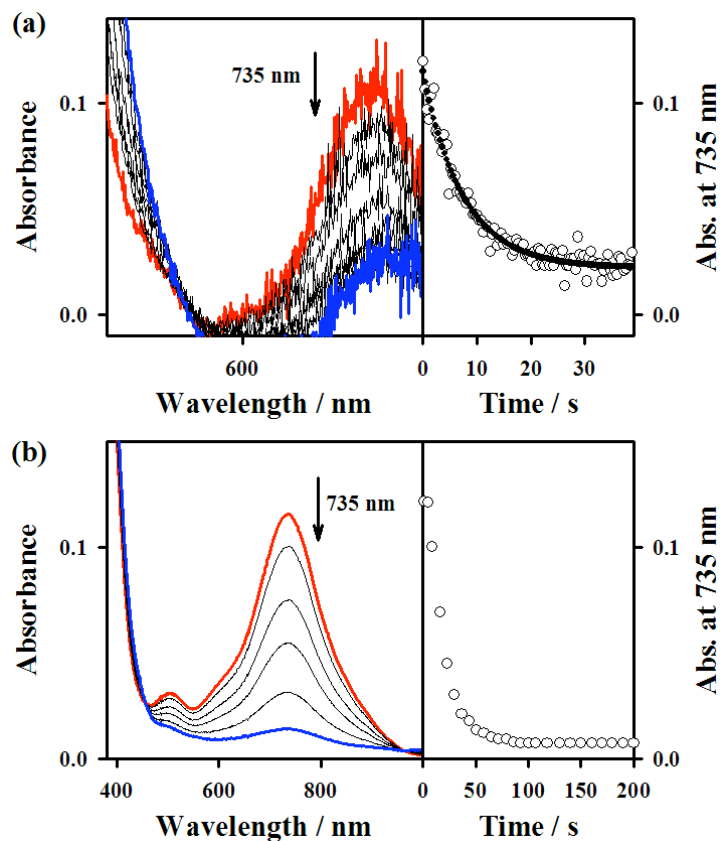 (a)
735 nm
0.1
0.1
Absorbance
Abs. at 735 nm
0.0
0.0
600
0
10
20
30
Wavelength / nm
Time / s
(b)
735 nm
0.1
0.1
Absorbance
Abs. at 735 nm
0.0
0.0
400
600
800
0
50
100
150
200
Wavelength / nm
Time / s